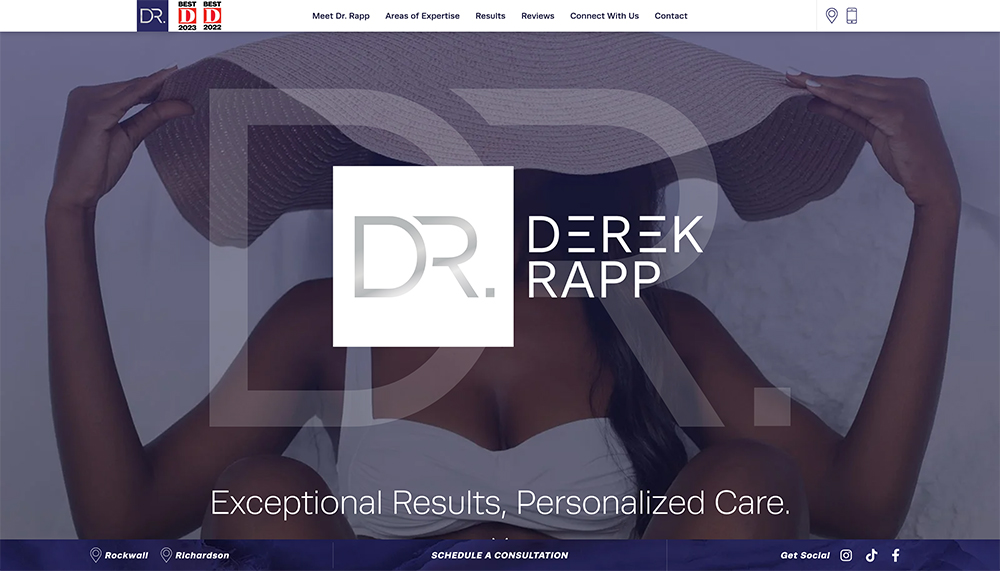 DR.
BEST D 2023
BEST D 2022
Meet Dr. Rapp
Areas of Expertise
Results
Reviews
Connect With Us
Contact
DR.
DR.
DEREK
RAPP
Exceptional Results, Personalized Care.
Rockwall
Richardson
SCHEDULE A CONSULTATION
Get Social